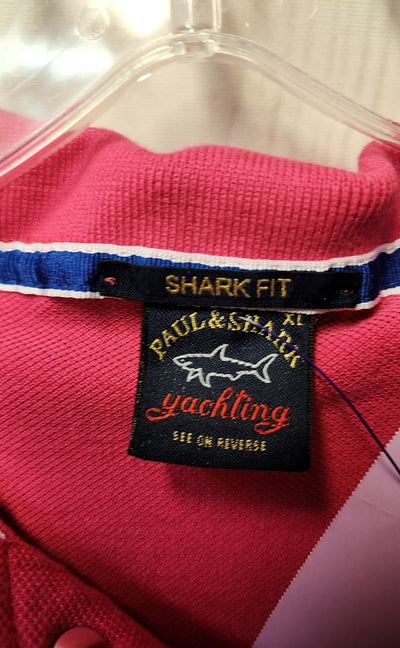 SHARK FIT
XL
PAUL & SHARK
yachting
SEE ON REVERSE